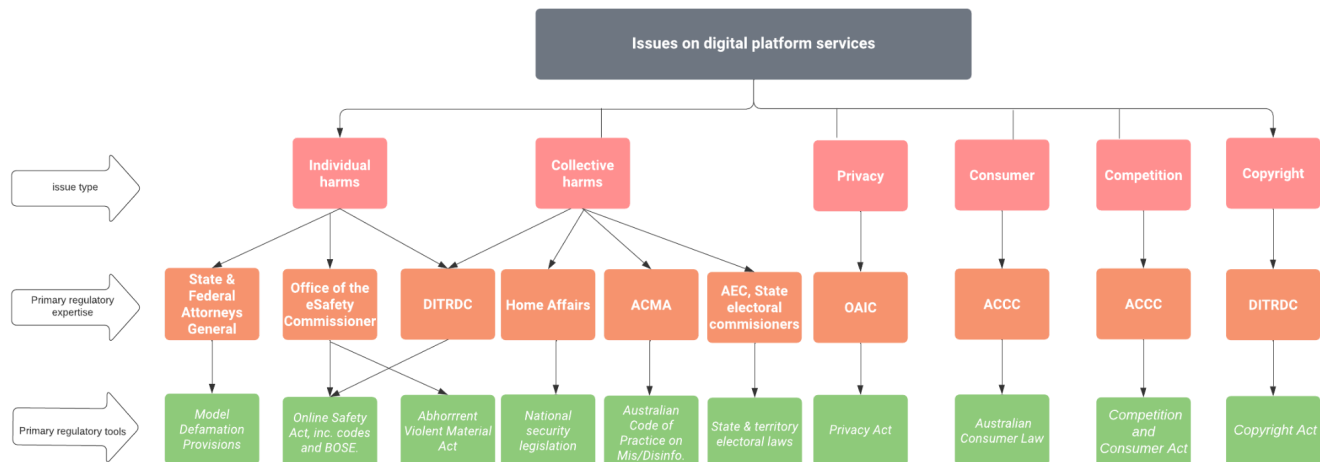 Issues on digital platform services
issue type
Individual
harms
Collective
harms
Privacy
Consumer
Competition
Copyright
Primary regulatory
expertise
State &
Federal
Attorneys
General
Office of the
eSafety
Commissioner
DITRDC
Home Affairs
ACMA
AEC, State
electoral
commisioners
OAIC
ACCC
ACCC
DITRDC
Primary regulatory tools
Model
Defamation
Provisions
Online Safety
Act, inc. codes
and BOSE.
Abhorrrent
Violent Material
Act
National
security
legislation
Australian
Code of
Practice on
Mis/Disinfo.
State & territory
electoral laws
Privacy Act
Australian
Consumer Law
Competition
and
Consumer Act
Copyright Act